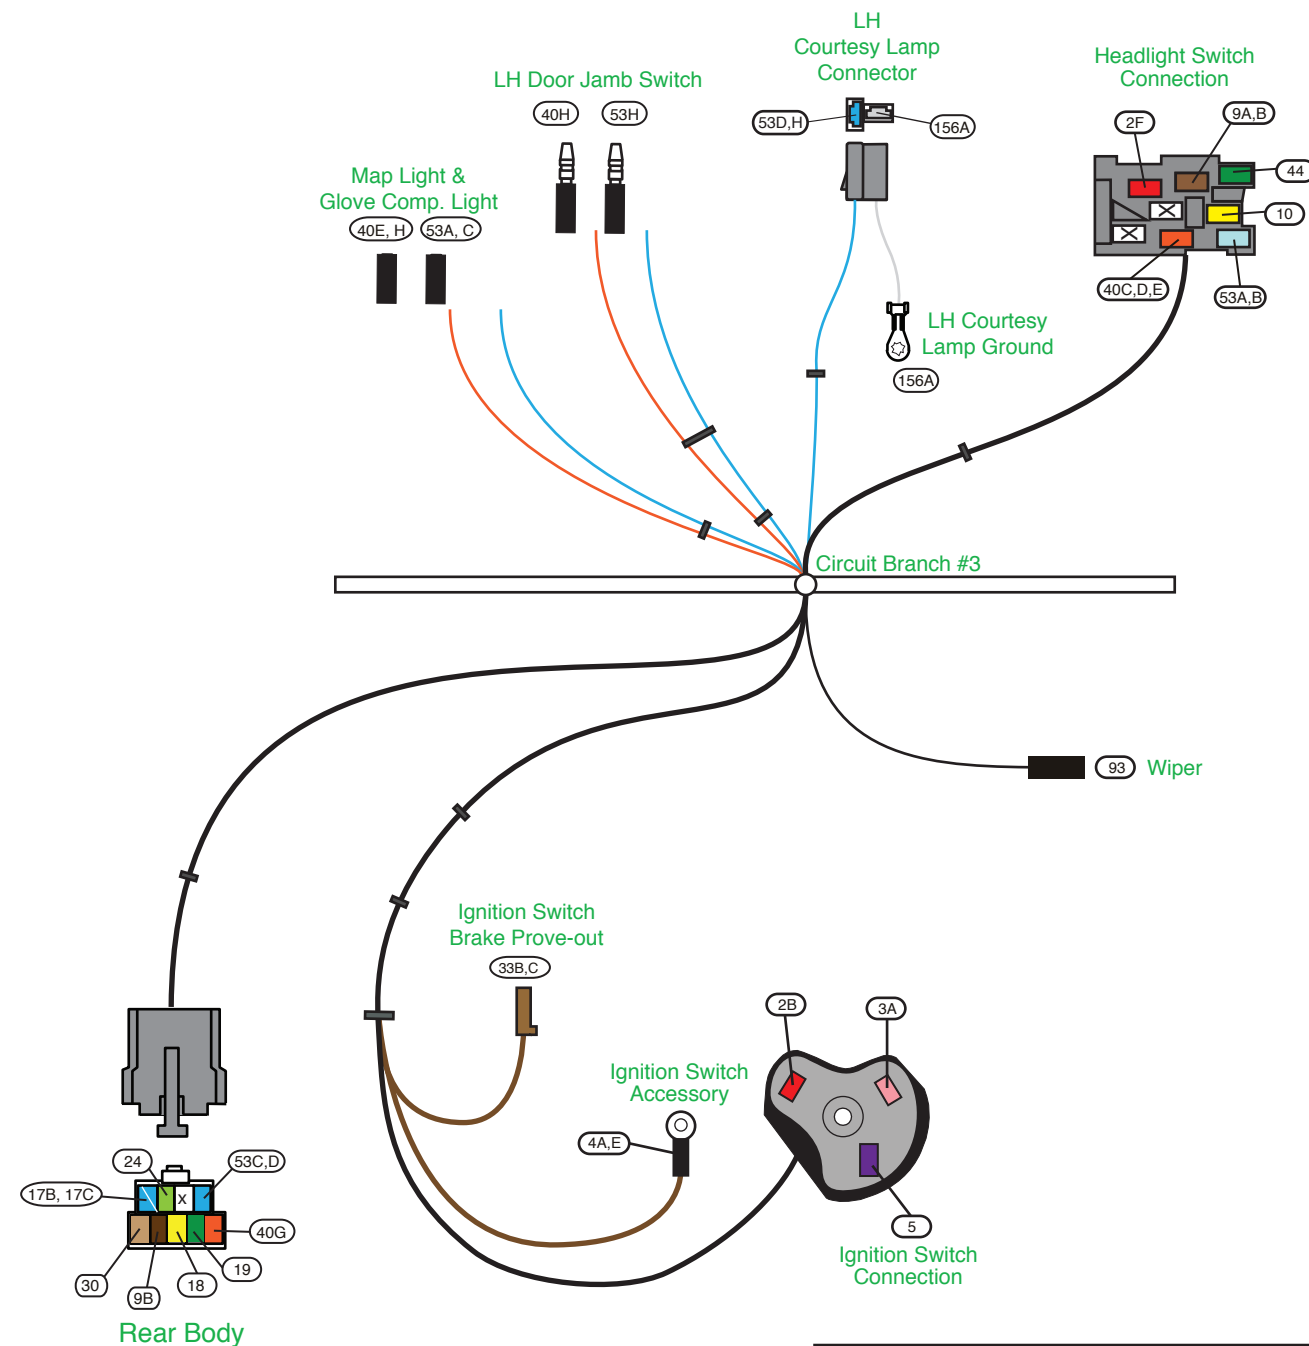 LH
Courtesy Lamp
Connector
Headlight Switch
Connection
LH Door Jamb Switch
40H
53H
53D,H
156A
2F
9A,B
44
10
40C,D,E
53A,B
Map Light &
Glove Comp. Light
40E, H
53A, C
LH Courtesy
Lamp Ground
156A
Circuit Branch #3
93
Wiper
Ignition Switch
Brake Prove-out
33B,C
2B
3A
Ignition Switch
Accessory
4A,E
5
Ignition Switch
Connection
24
53C,D
17B, 17C
X
40G
30
9B
18
19
Rear Body